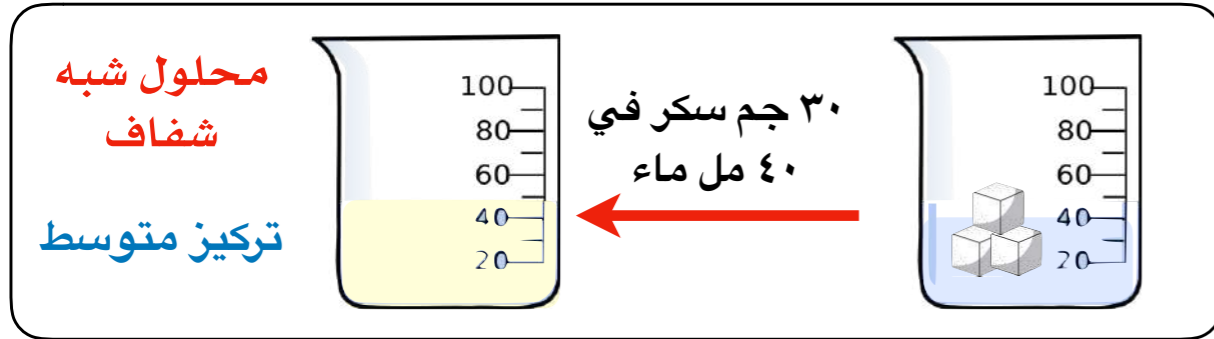 100
80
60
40
20
٣٠ جم سكر في
٤٠ مل ماء
100
80
60
40
20
محلول شبه
شفاف
تركيز متوسط